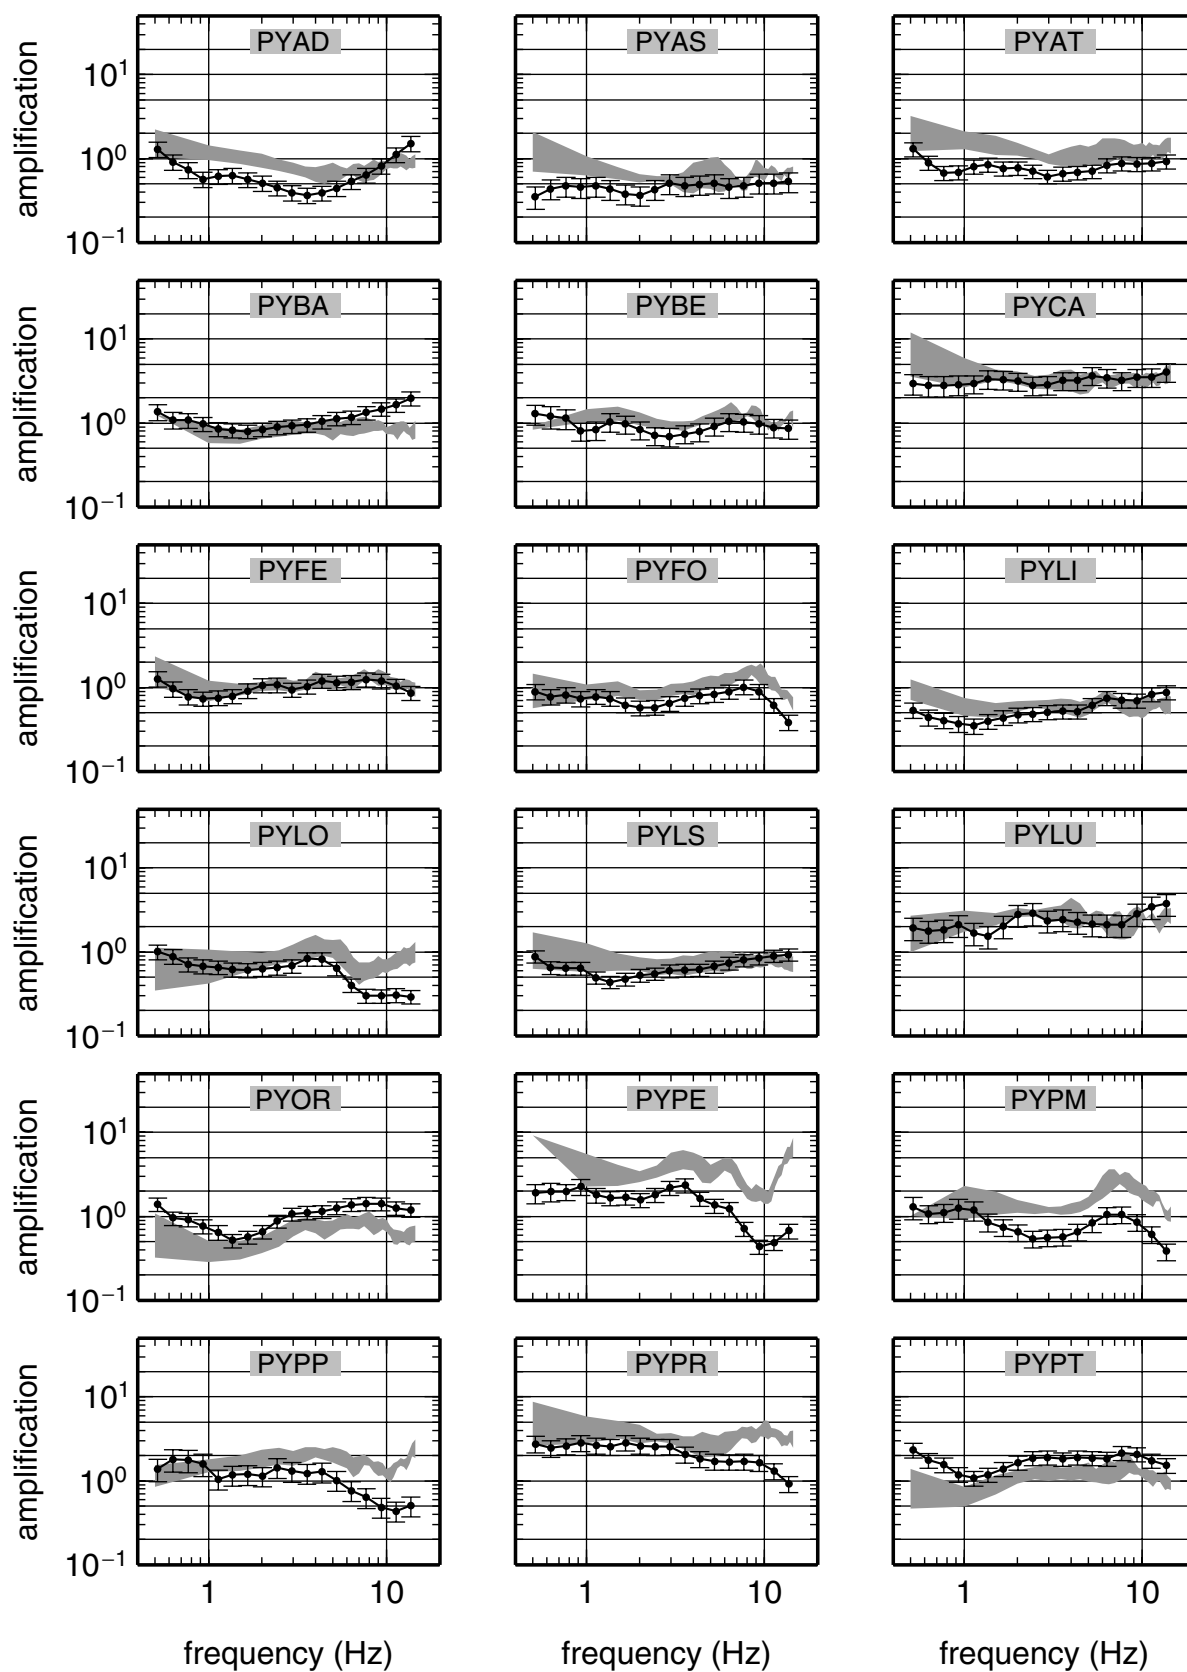 PYAD PYAS PYAT
amplification 10¹ 10⁰ 10⁻¹
PYBA PYBE PYCA
amplification 10¹ 10⁰ 10⁻¹
PYFE PYFO PYLI
amplification 10¹ 10⁰ 10⁻¹
PYLO PYLS PYLU
amplification 10¹ 10⁰ 10⁻¹
PYOR PYPE PYPM
amplification 10¹ 10⁰ 10⁻¹
PYPP PYPR PYPT
amplification 10¹ 10⁰ 10⁻¹
1 10 1 10 1 10
frequency (Hz) frequency (Hz) frequency (Hz)